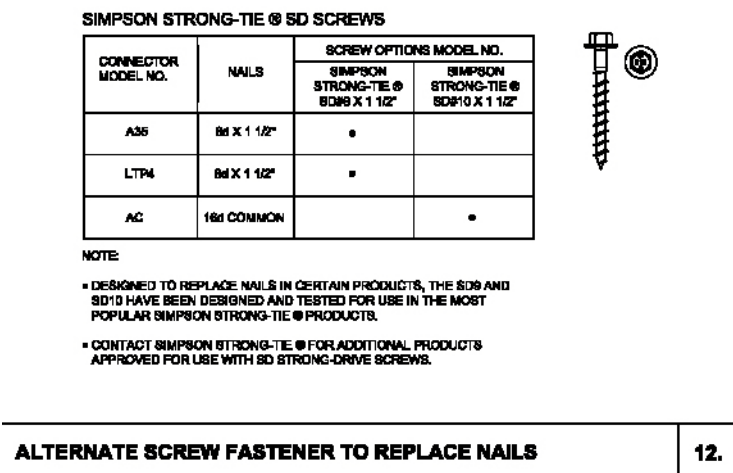 SIMPSON STRONG-TIE ® SD SCREWS
CONNECTOR
MODEL NO.
NAILS
SCREW OPTIONS MODEL NO.
SIMPSON
STRONG-TIE ®
SD#9 X 1 1/2"
SIMPSON
STRONG-TIE ®
SD#10 X 1 1/2"
A35
8d X 1 1/2"
•
LTP4
8d X 1 1/2"
•
AC
16d COMMON
•
NOTE:
• DESIGNED TO REPLACE NAILS IN CERTAIN PRODUCTS, THE SD9 AND
SD10 HAVE BEEN DESIGNED AND TESTED FOR USE IN THE MOST
POPULAR SIMPSON STRONG-TIE ® PRODUCTS.
• CONTACT SIMPSON STRONG-TIE ® FOR ADDITIONAL PRODUCTS
APPROVED FOR USE WITH SD STRONG-DRIVE SCREWS.
ALTERNATE SCREW FASTENER TO REPLACE NAILS
12.